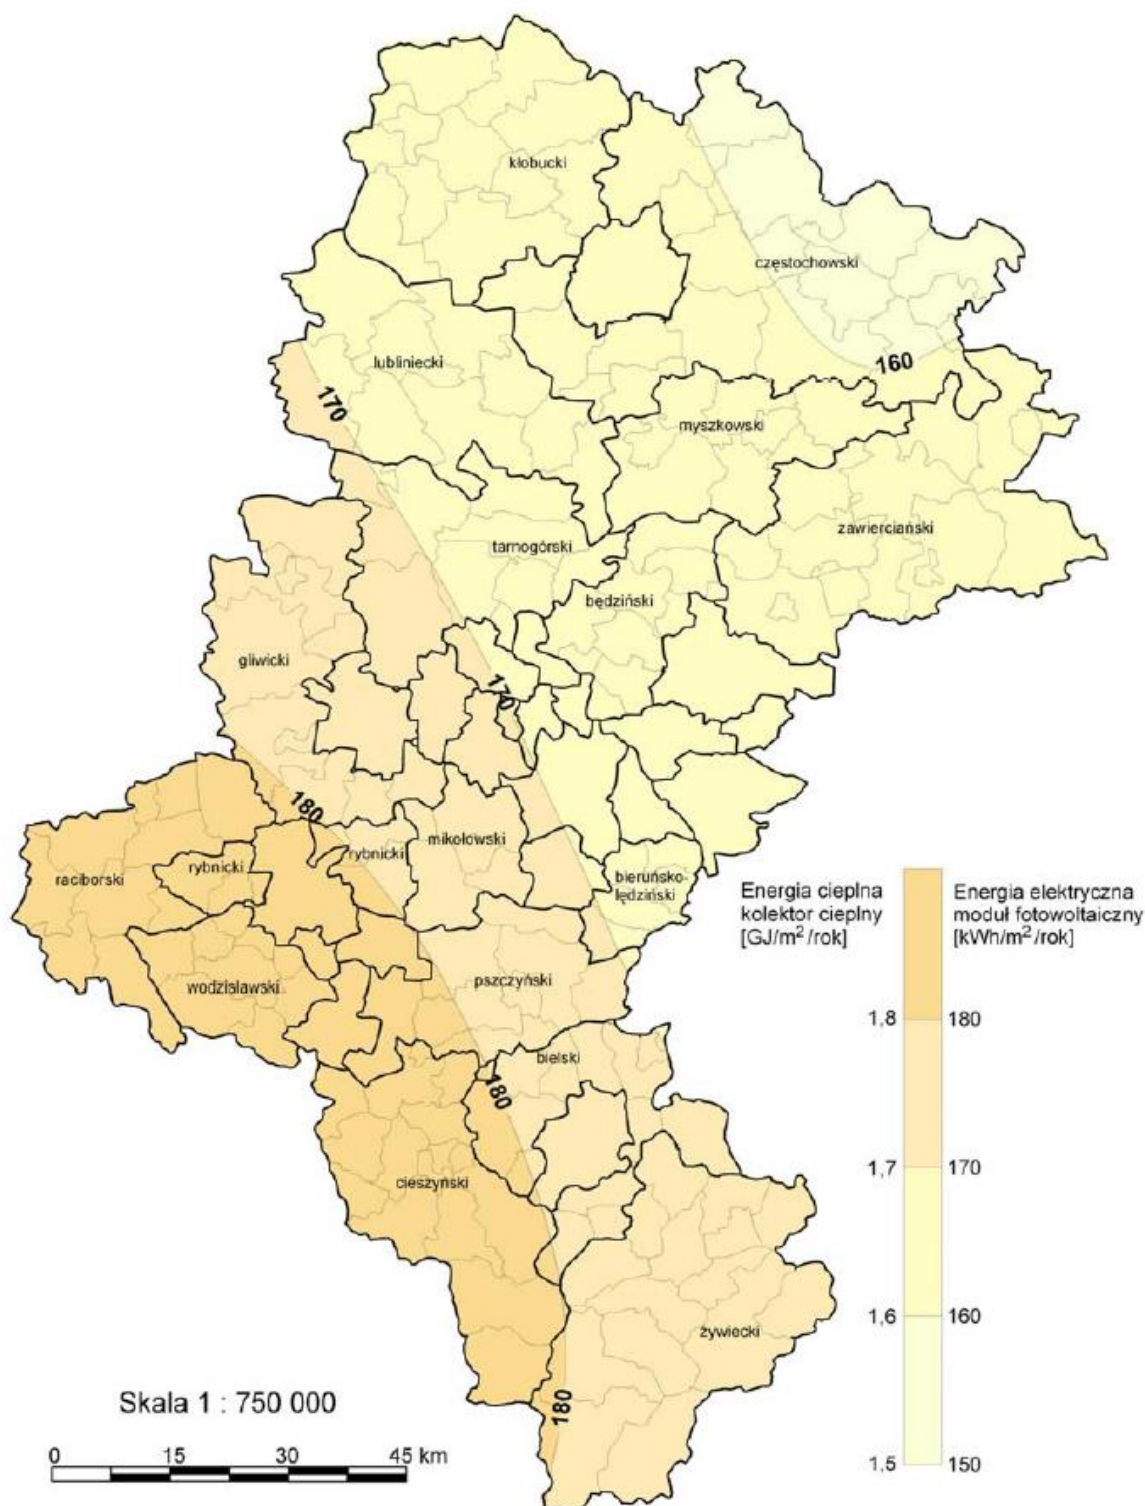 kłobucki
częstochowski
160
lubliniecki
170
myszkowski
zawierciański
tarnogórski
będziński
gliwicki
170
180
mikołowski
rybnicki
rybnicki
raciborski
bieruńsko-
lędziński
wodzisławski
pszczyński
bielski
180
cieszyński
żywiecki
180
Energia cieplna
kolektor cieplny
[GJ/m²/rok]
Energia elektryczna
moduł fotowoltaiczny
[kWh/m²/rok]
1,8 180
1,7 170
1,6 160
1,5 150
Skala 1 : 750 000
0 15 30 45 km